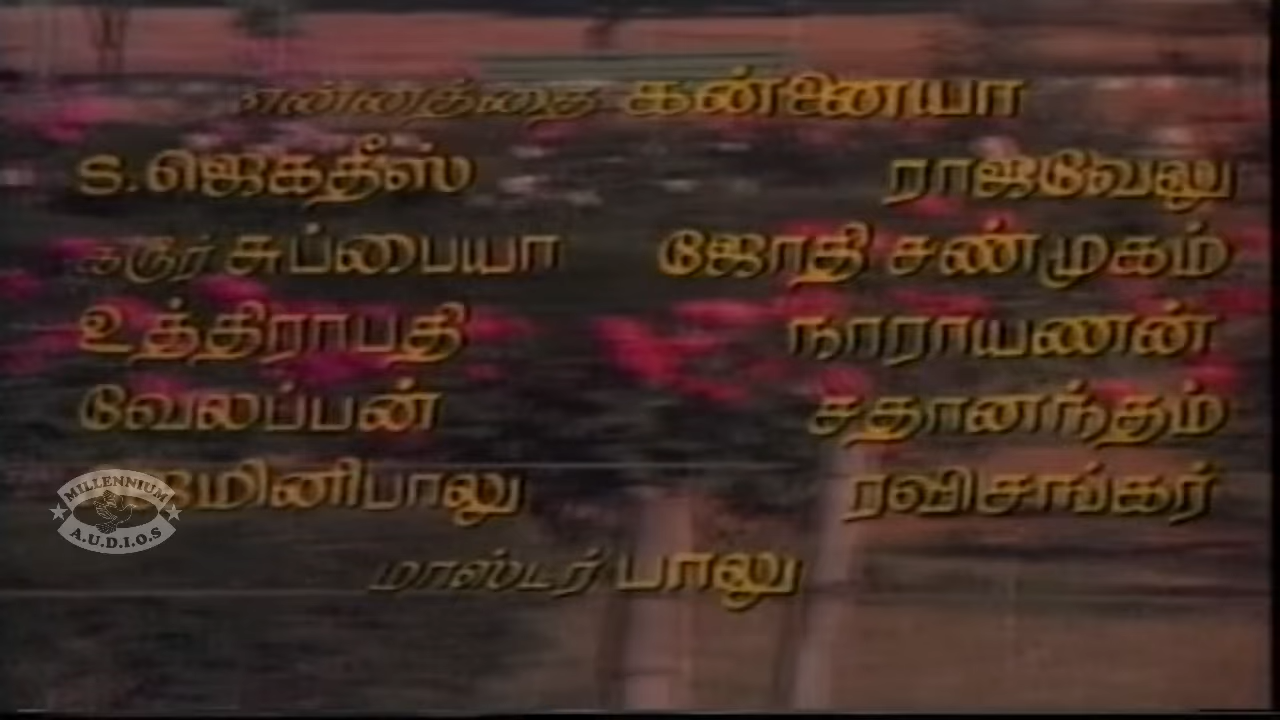 என்னத்தை கன்னையா
ட.ஜெகதீஸ் ராஜவேலு
சுப்பையா ஜோதி சண்முகம்
உத்திராபதி நாராயணன்
வேலப்பன் சதானந்தம்
ஜெமினிபாலு ரவிசங்கர்
மாஸ்டர் பாலு
MILLENNIUM
A.U.D.I.O.S